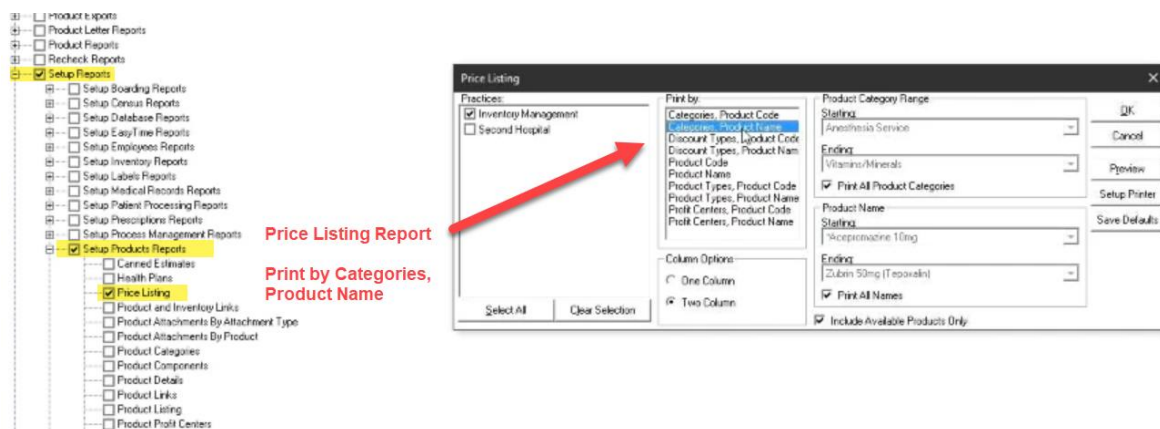 Product Exports
Product Letter Reports
Product Reports
Recheck Reports
Setup Reports
Setup Boarding Reports
Setup Census Reports
Setup Database Reports
Setup EasyTime Reports
Setup Employees Reports
Setup Inventory Reports
Setup Labels Reports
Setup Medical Records Reports
Setup Patient Processing Reports
Setup Prescriptions Reports
Setup Process Management Reports
Setup Products Reports
Canned Estimates
Health Plans
Price Listing
Product and Inventory Links
Product Attachments By Attachment Type
Product Attachments By Product
Product Categories
Product Components
Product Details
Product Links
Product Listing
Product Profit Centers
Price Listing Report
Print by Categories,
Product Name
Price Listing
Practices:
Inventory Management
Second Hospital
Select All
Clear Selection
Print by:
Categories, Product Code
Categories, Product Name
Discount Types, Product Code
Discount Types, Product Nam
Product Code
Product Name
Product Types, Product Code
Product Types, Product Name
Profit Centers, Product Code
Profit Centers, Product Name
Column Options
One Column
Two Column
Product Category Range
Starting:
Anesthesia Service
Ending:
Vitamins/Minerals
Print All Product Categories
Product Name
Starting:
*Acepromazine 10mg
Ending:
Zubrin 50mg (Tepoxalin)
Print All Names
Include Available Products Only
OK
Cancel
Preview
Setup Printer
Save Defaults